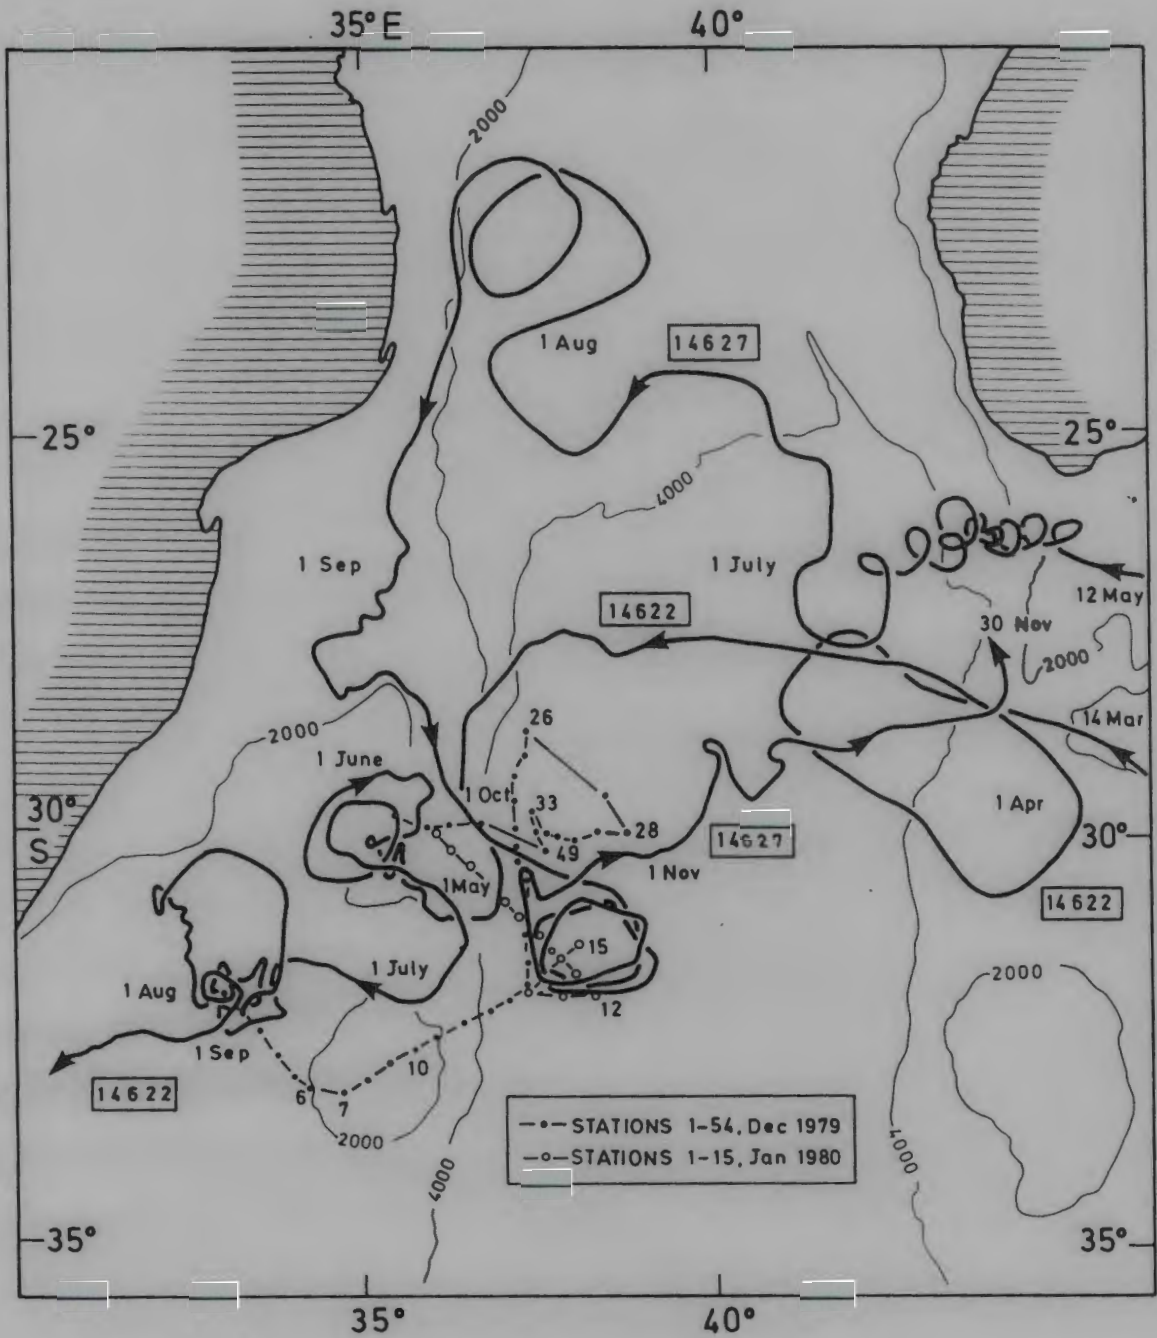 35° E
40°
2000
1 Aug
14627
25°
25°
4000
1 Sep
1 July
12 May
14622
30 Nov
2000
14 Mar
26
2000
1 June
1 Oct
33
1 Apr
30°
S
28
30°
49
14627
1 Nov
1 May
14622
15
1 July
2000
1 Aug
12
1 Sep
10
14622
6
7
STATIONS 1-54, Dec 1979
2000
STATIONS 1-15, Jan 1980
4000
4000
35°
35°
35°
40°